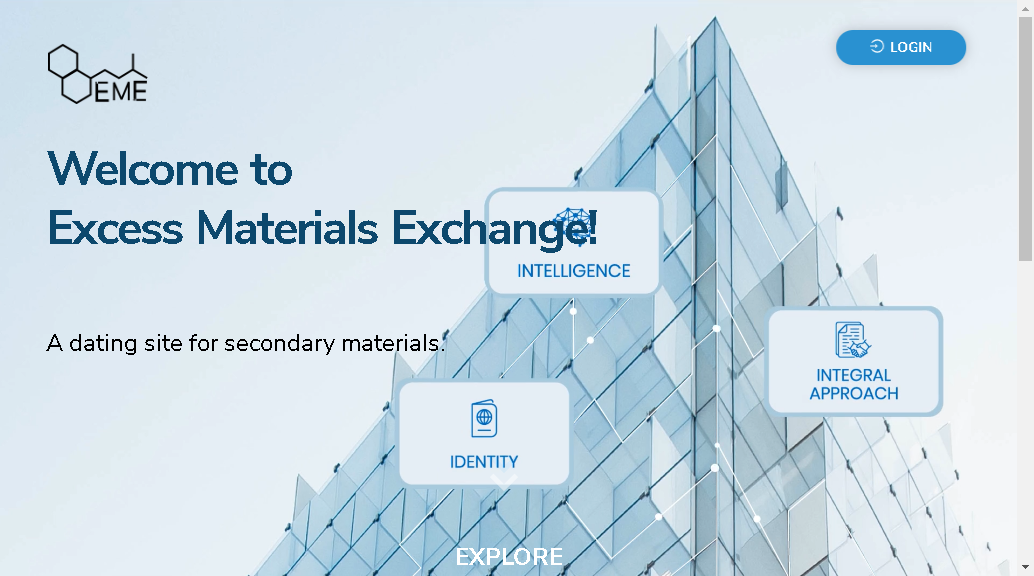 LOGIN
EME
Welcome to
Excess Materials Exchange!
INTELLIGENCE
A dating site for secondary materials.
INTEGRAL
APPROACH
IDENTITY
EXPLORE